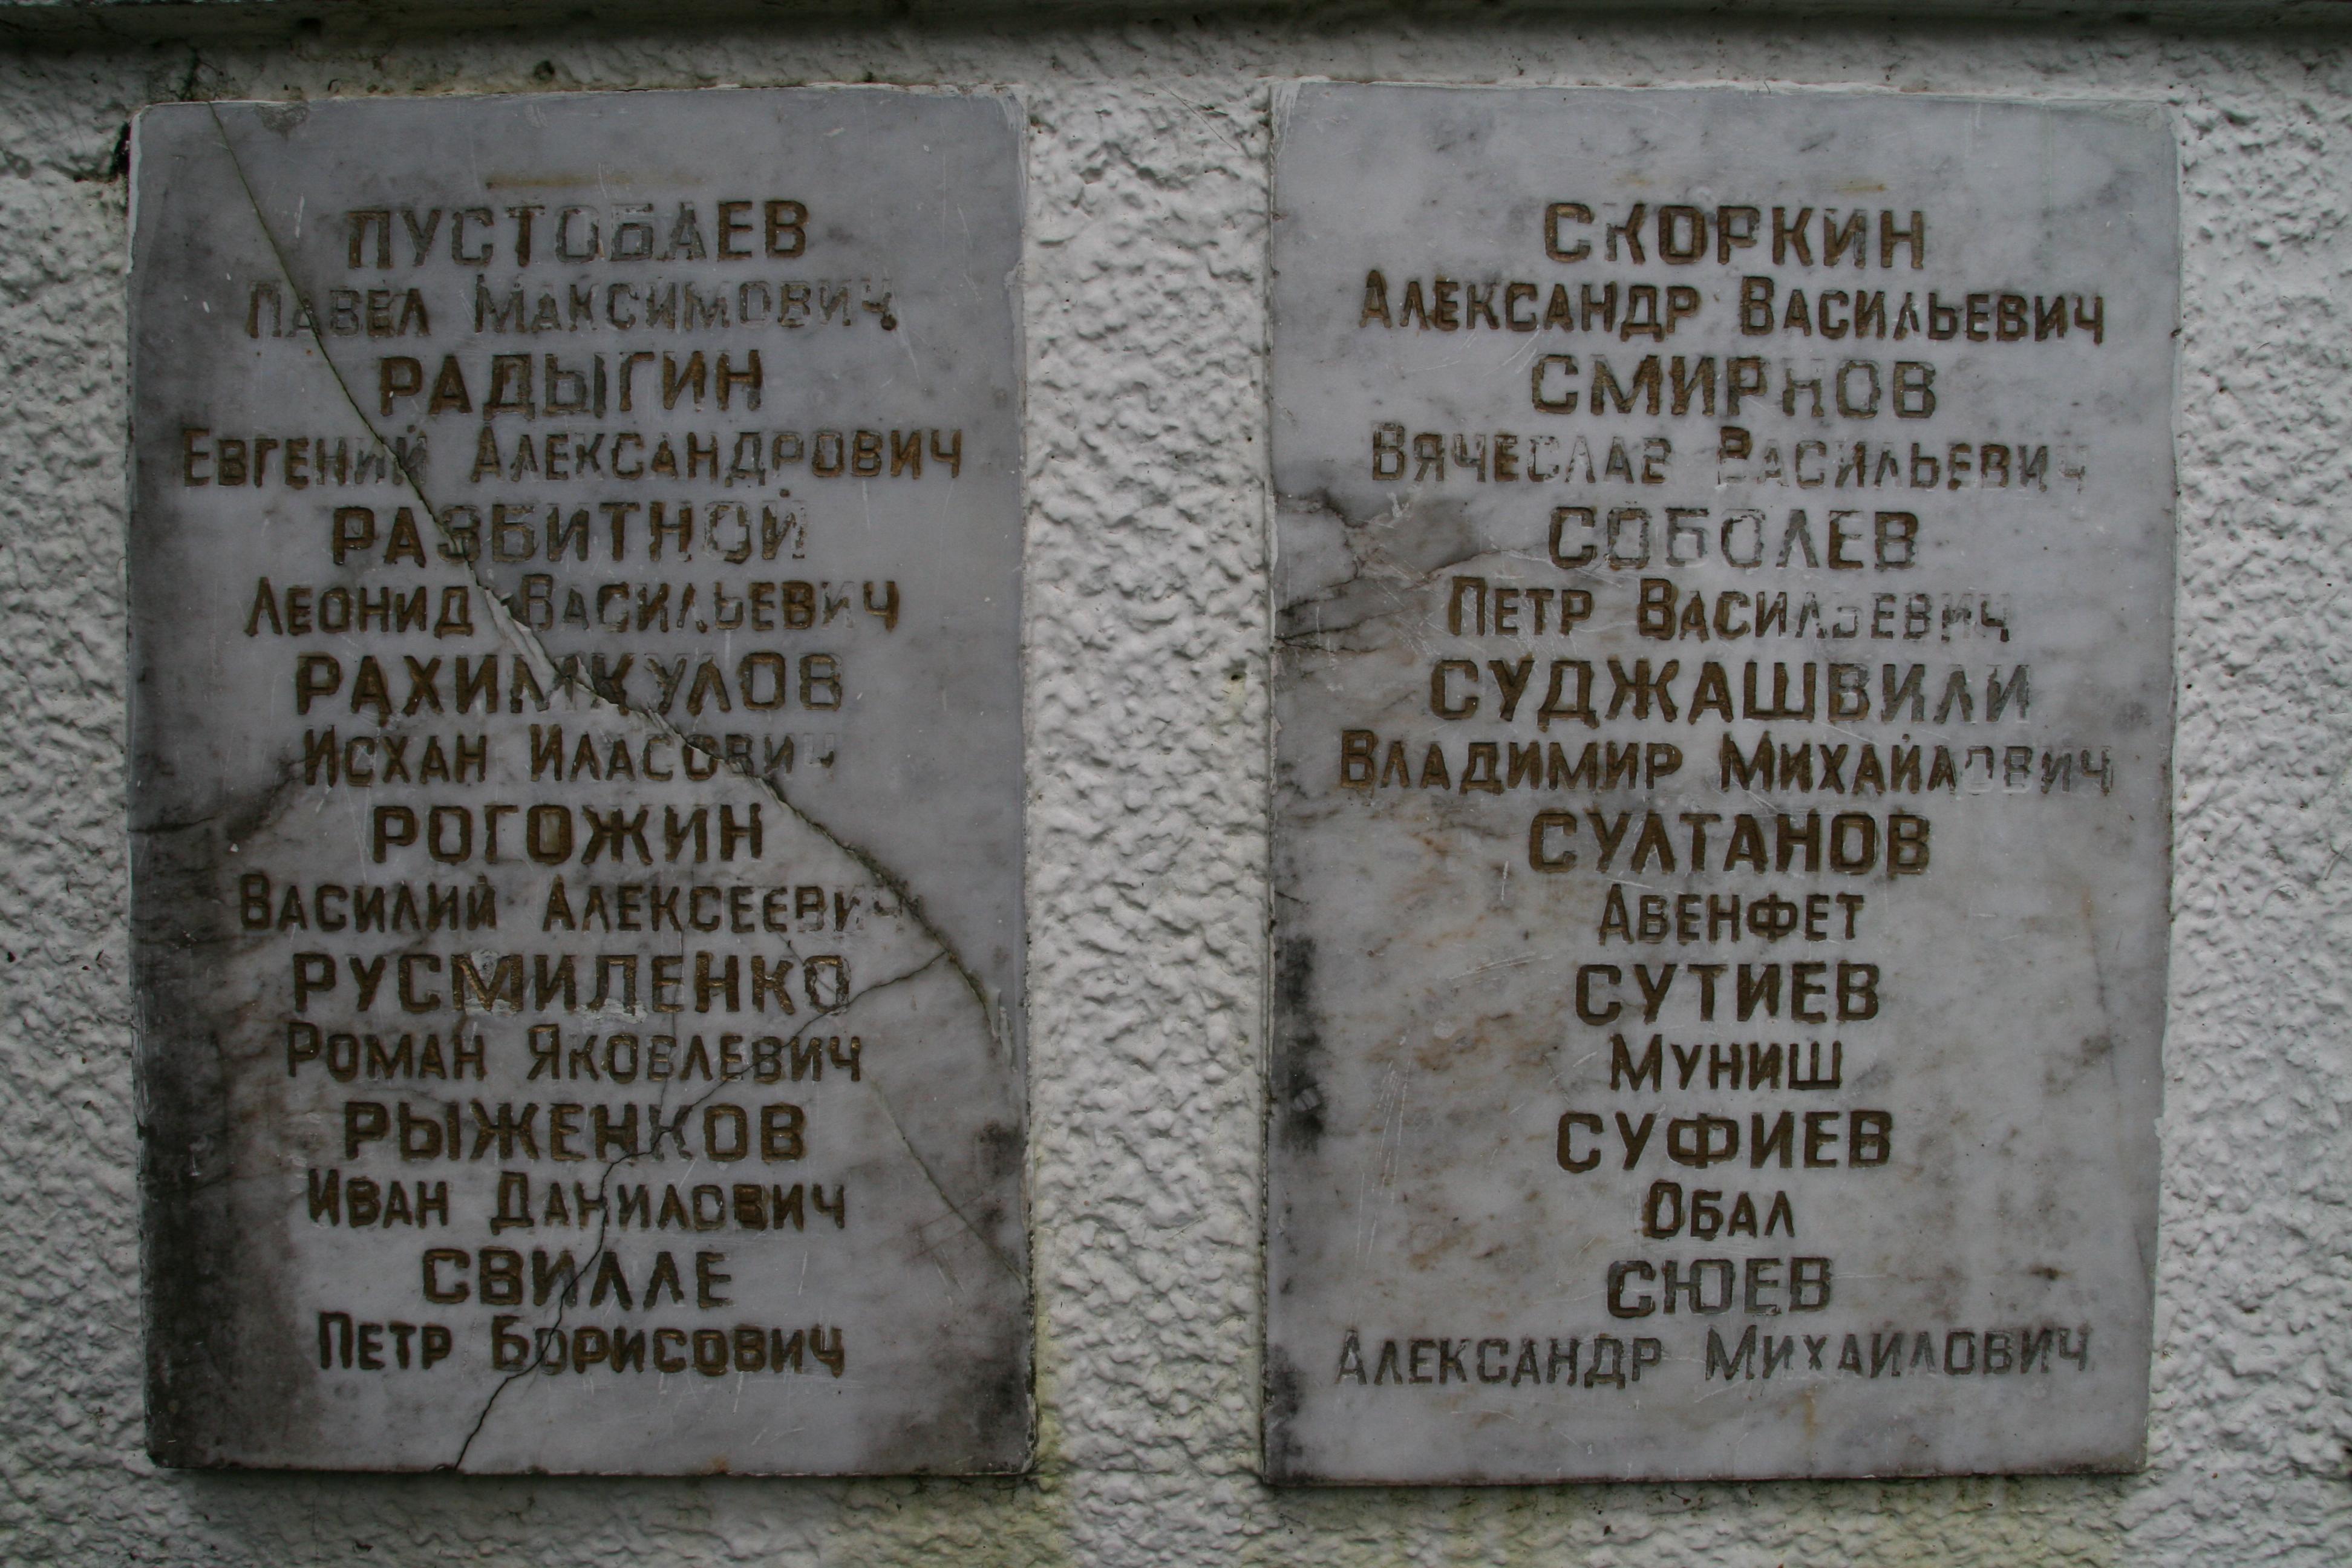 ПУСТОБАЕВ
ПАВЕЛ МАКСИМОВИЧ
РАДЫГИН
ЕВГЕНИЙ АЛЕКСАНДРОВИЧ
РАЗБИТНОЙ
ЛЕОНИД ВАСИЛЬЕВИЧ
РАХИМКУЛОВ
ИСХАН ИЛАСОВИЧ
РОГОЖИН
ВАСИЛИЙ АЛЕКСЕЕВИЧ
РУСМИЛЕНКО
РОМАН ЯКОВЛЕВИЧ
РЫЖЕНКОВ
ИВАН ДАНИЛОВИЧ
СВИЛЛЕ
ПЕТР БОРИСОВИЧ
СКОРКИН
АЛЕКСАНДР ВАСИЛЬЕВИЧ
СМИРНОВ
ВЯЧЕСЛАВ ВАСИЛЬЕВИЧ
СОБОЛЕВ
ПЕТР ВАСИЛЬЕВИЧ
СУДЖАШВИЛИ
ВЛАДИМИР МИХАЙЛОВИЧ
СУЛТАНОВ
АВЕНФЕТ
СУТИЕВ
МУНИШ
СУФИЕВ
ОБАЛ
СЮЕВ
АЛЕКСАНДР МИХАЙЛОВИЧ